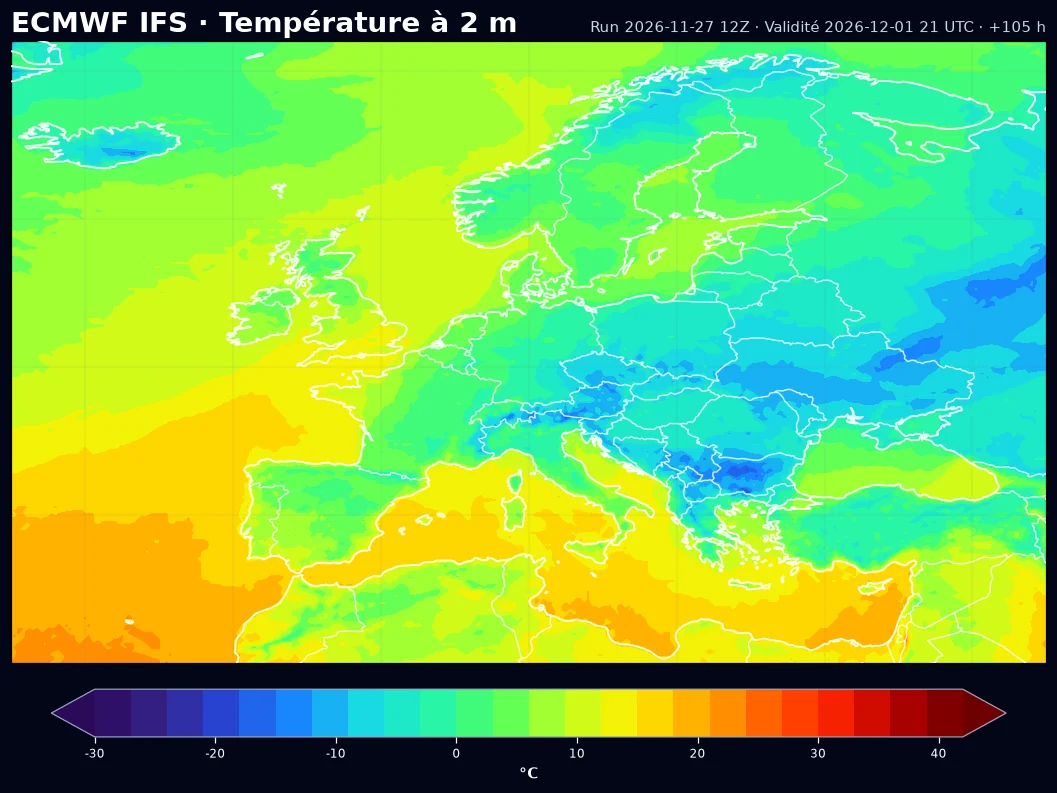 ECMWF IFS · Température à 2 m
Run 2026-11-27 12Z · Validité 2026-12-01 21 UTC · +105 h
-30 -20 -10 0 10 20 30 40
°C